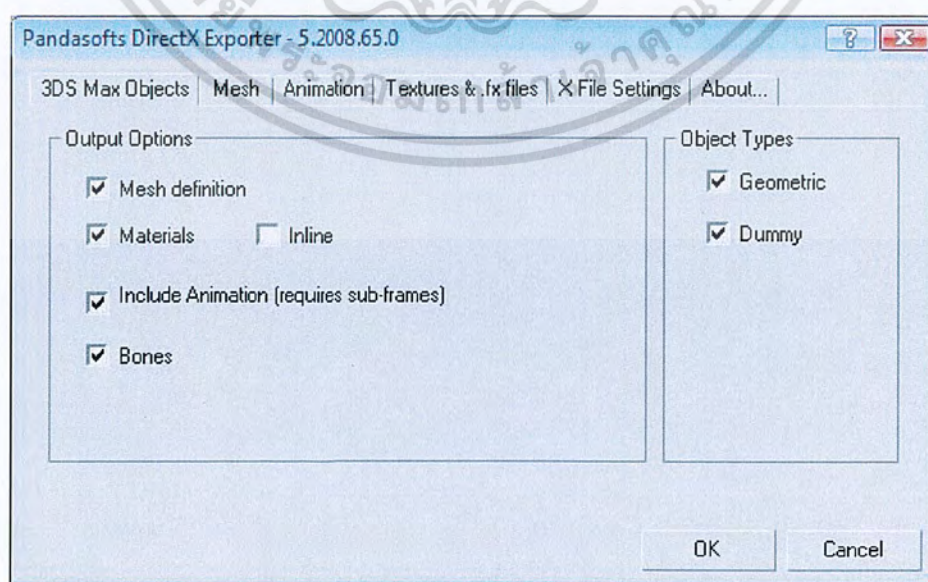 Pandasofts DirectX Exporter - 5.2008.65.0
3DS Max Objects Mesh Animation Textures & .fx files X File Settings About...
Output Options
Mesh definition
Materials Inline
Include Animation (requires sub-frames)
Bones
Object Types
Geometric
Dummy
OK Cancel